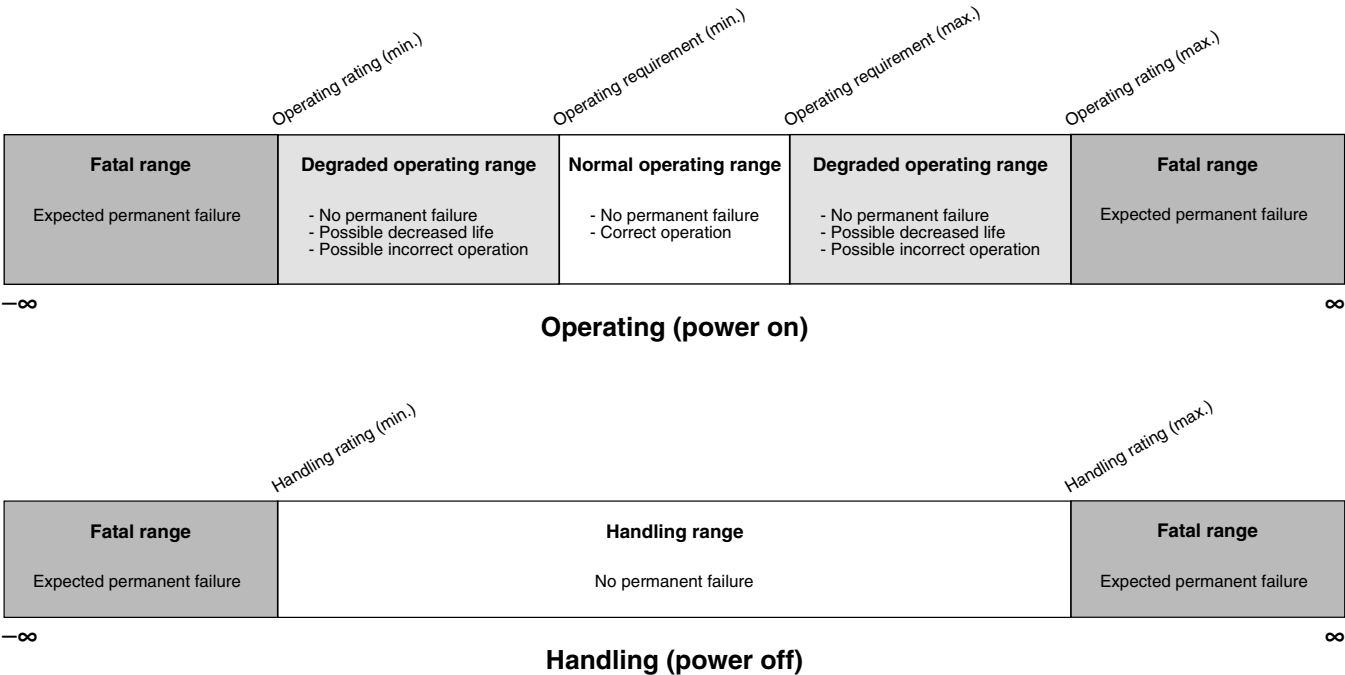 Operating rating (min.)
Operating requirement (min.)
Operating requirement (max.)
Operating rating (max.)
Fatal range
Expected permanent failure
Degraded operating range
- No permanent failure
- Possible decreased life
- Possible incorrect operation
Normal operating range
- No permanent failure
- Correct operation
Degraded operating range
- No permanent failure
- Possible decreased life
- Possible incorrect operation
Fatal range
Expected permanent failure
–∞
∞
Operating (power on)
Handling rating (min.)
Handling rating (max.)
Fatal range
Expected permanent failure
Handling range
No permanent failure
Fatal range
Expected permanent failure
–∞
∞
Handling (power off)